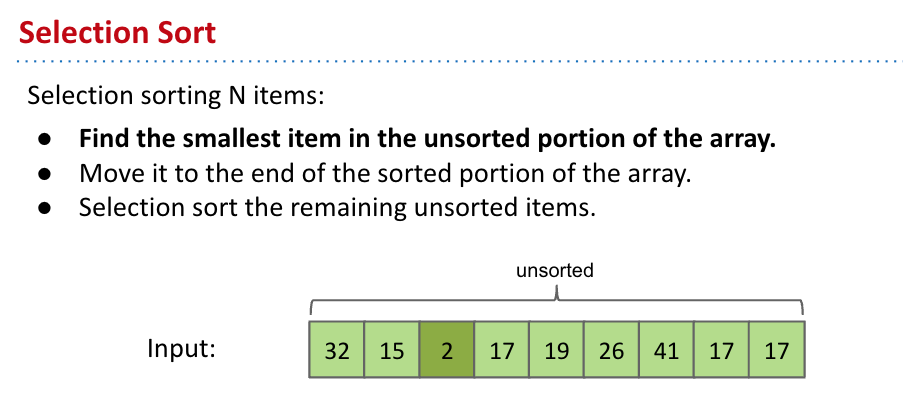 Selection Sort
Selection sorting N items:
● Find the smallest item in the unsorted portion of the array.
● Move it to the end of the sorted portion of the array.
● Selection sort the remaining unsorted items.
unsorted
Input: 32 15 2 17 19 26 41 17 17